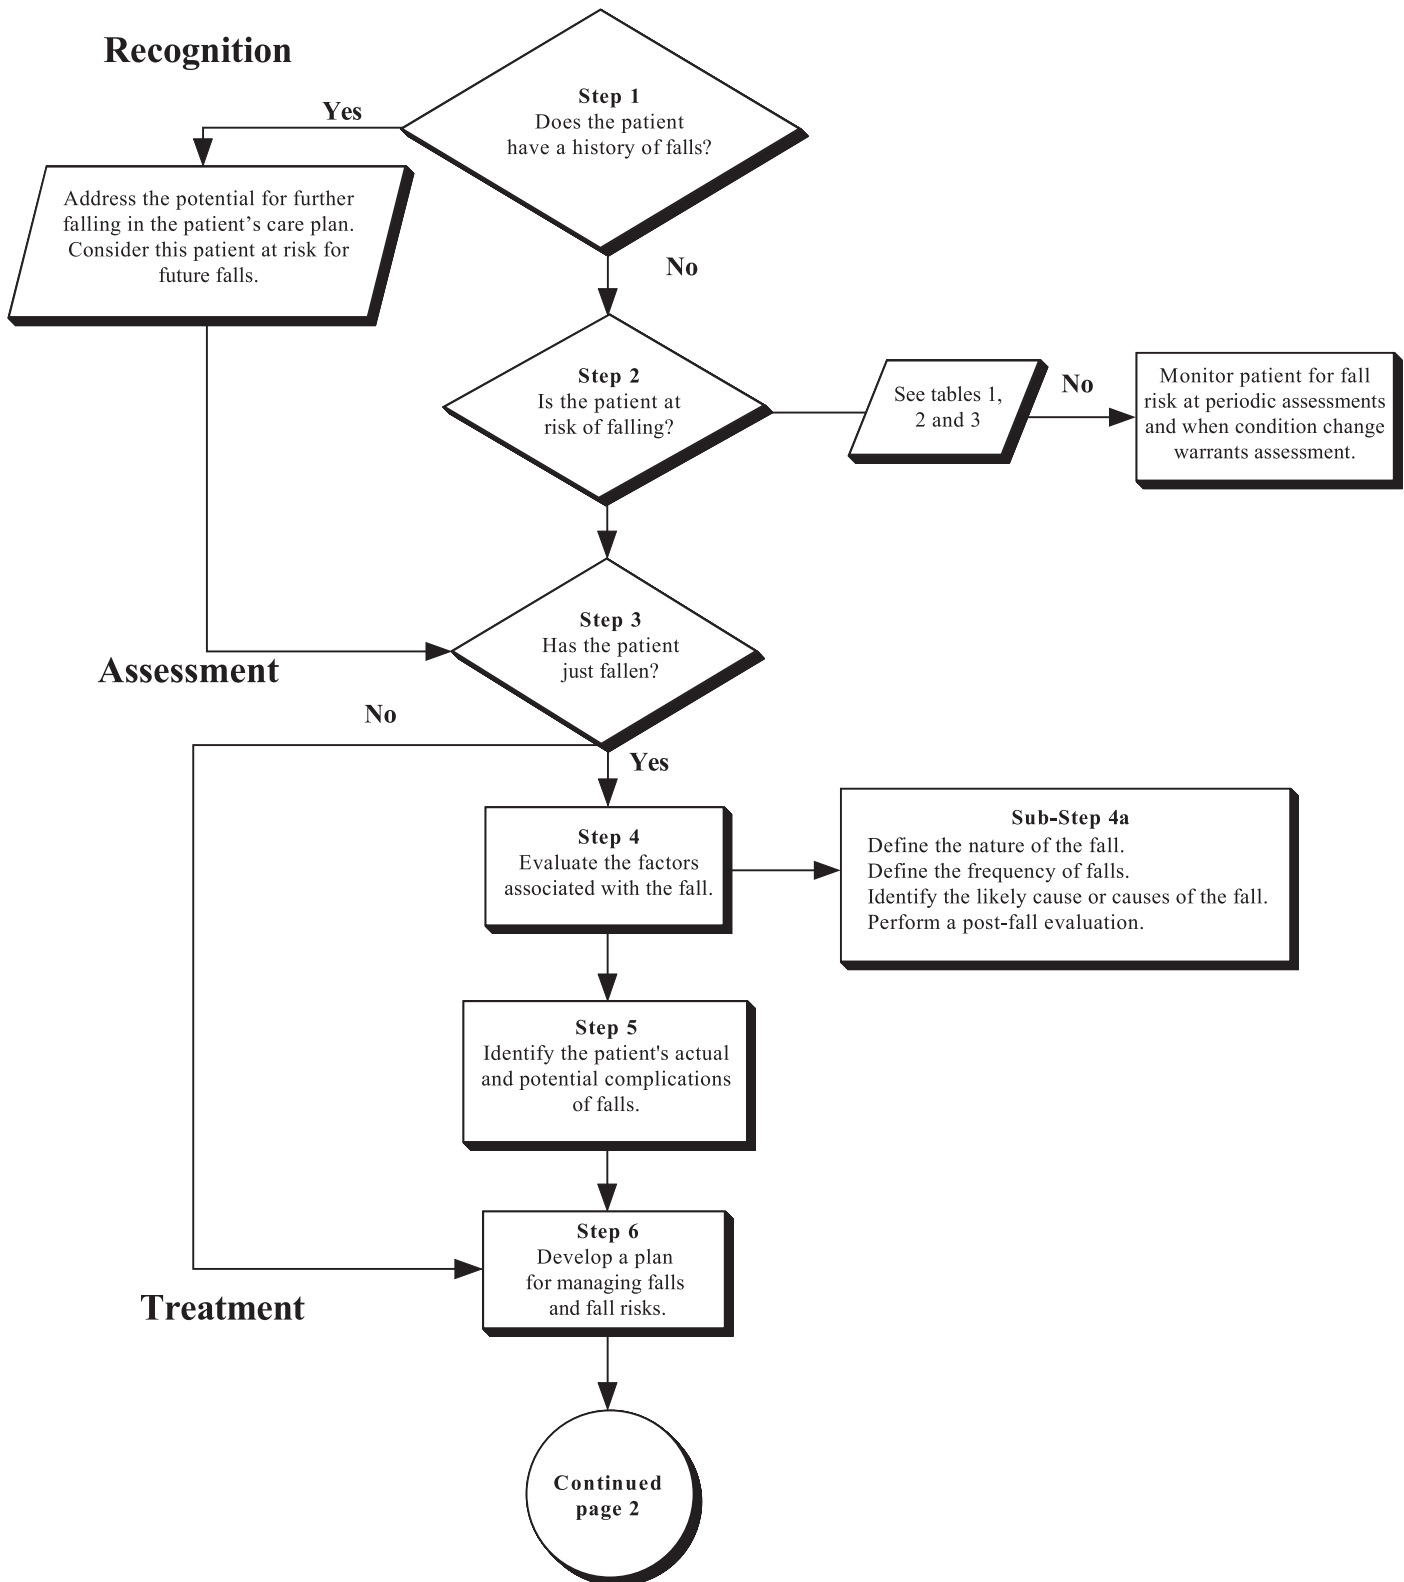 Recognition
Step 1
Does the patient
have a history of falls?
Yes
Address the potential for further
falling in the patient’s care plan.
Consider this patient at risk for
future falls.
No
Step 2
Is the patient at
risk of falling?
See tables 1,
2 and 3
No
Monitor patient for fall
risk at periodic assessments
and when condition change
warrants assessment.
Step 3
Has the patient
just fallen?
Assessment
No
Yes
Step 4
Evaluate the factors
associated with the fall.
Sub-Step 4a
Define the nature of the fall.
Define the frequency of falls.
Identify the likely cause or causes of the fall.
Perform a post-fall evaluation.
Step 5
Identify the patient's actual
and potential complications
of falls.
Step 6
Develop a plan
for managing falls
and fall risks.
Treatment
Continued
page 2